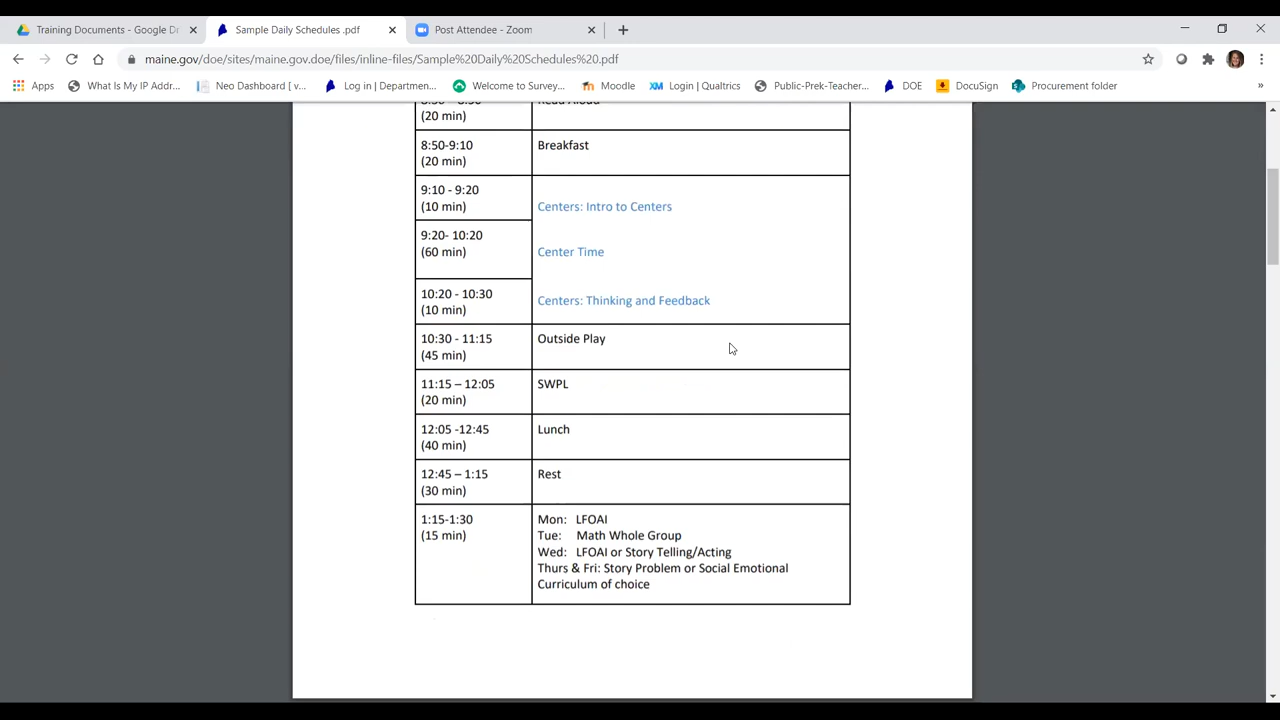 Training Documents - Google D
Sample Daily Schedules .pdf
Post Attendee - Zoom
maine.gov/doe/sites/maine.gov.doe/files/inline-files/Sample%20Daily%20Schedules%20.pdf
Apps
What Is My IP Addr...
Neo Dashboard [ v...
Log in | Departmen...
Welcome to Survey...
Moodle
Login | Qualtrics
Public-Prek-Teacher...
DOE
DocuSign
Procurement folder
»
(20 min)
Read Aloud
8:50-9:10
(20 min)
Breakfast
9:10 - 9:20
(10 min)
Centers: Intro to Centers
9:20- 10:20
(60 min)
Center Time
10:20 - 10:30
(10 min)
Centers: Thinking and Feedback
10:30 - 11:15
(45 min)
Outside Play
11:15 – 12:05
(20 min)
SWPL
12:05 -12:45
(40 min)
Lunch
12:45 – 1:15
(30 min)
Rest
1:15-1:30
(15 min)
Mon: LFOAI
Tue: Math Whole Group
Wed: LFOAI or Story Telling/Acting
Thurs & Fri: Story Problem or Social Emotional
Curriculum of choice